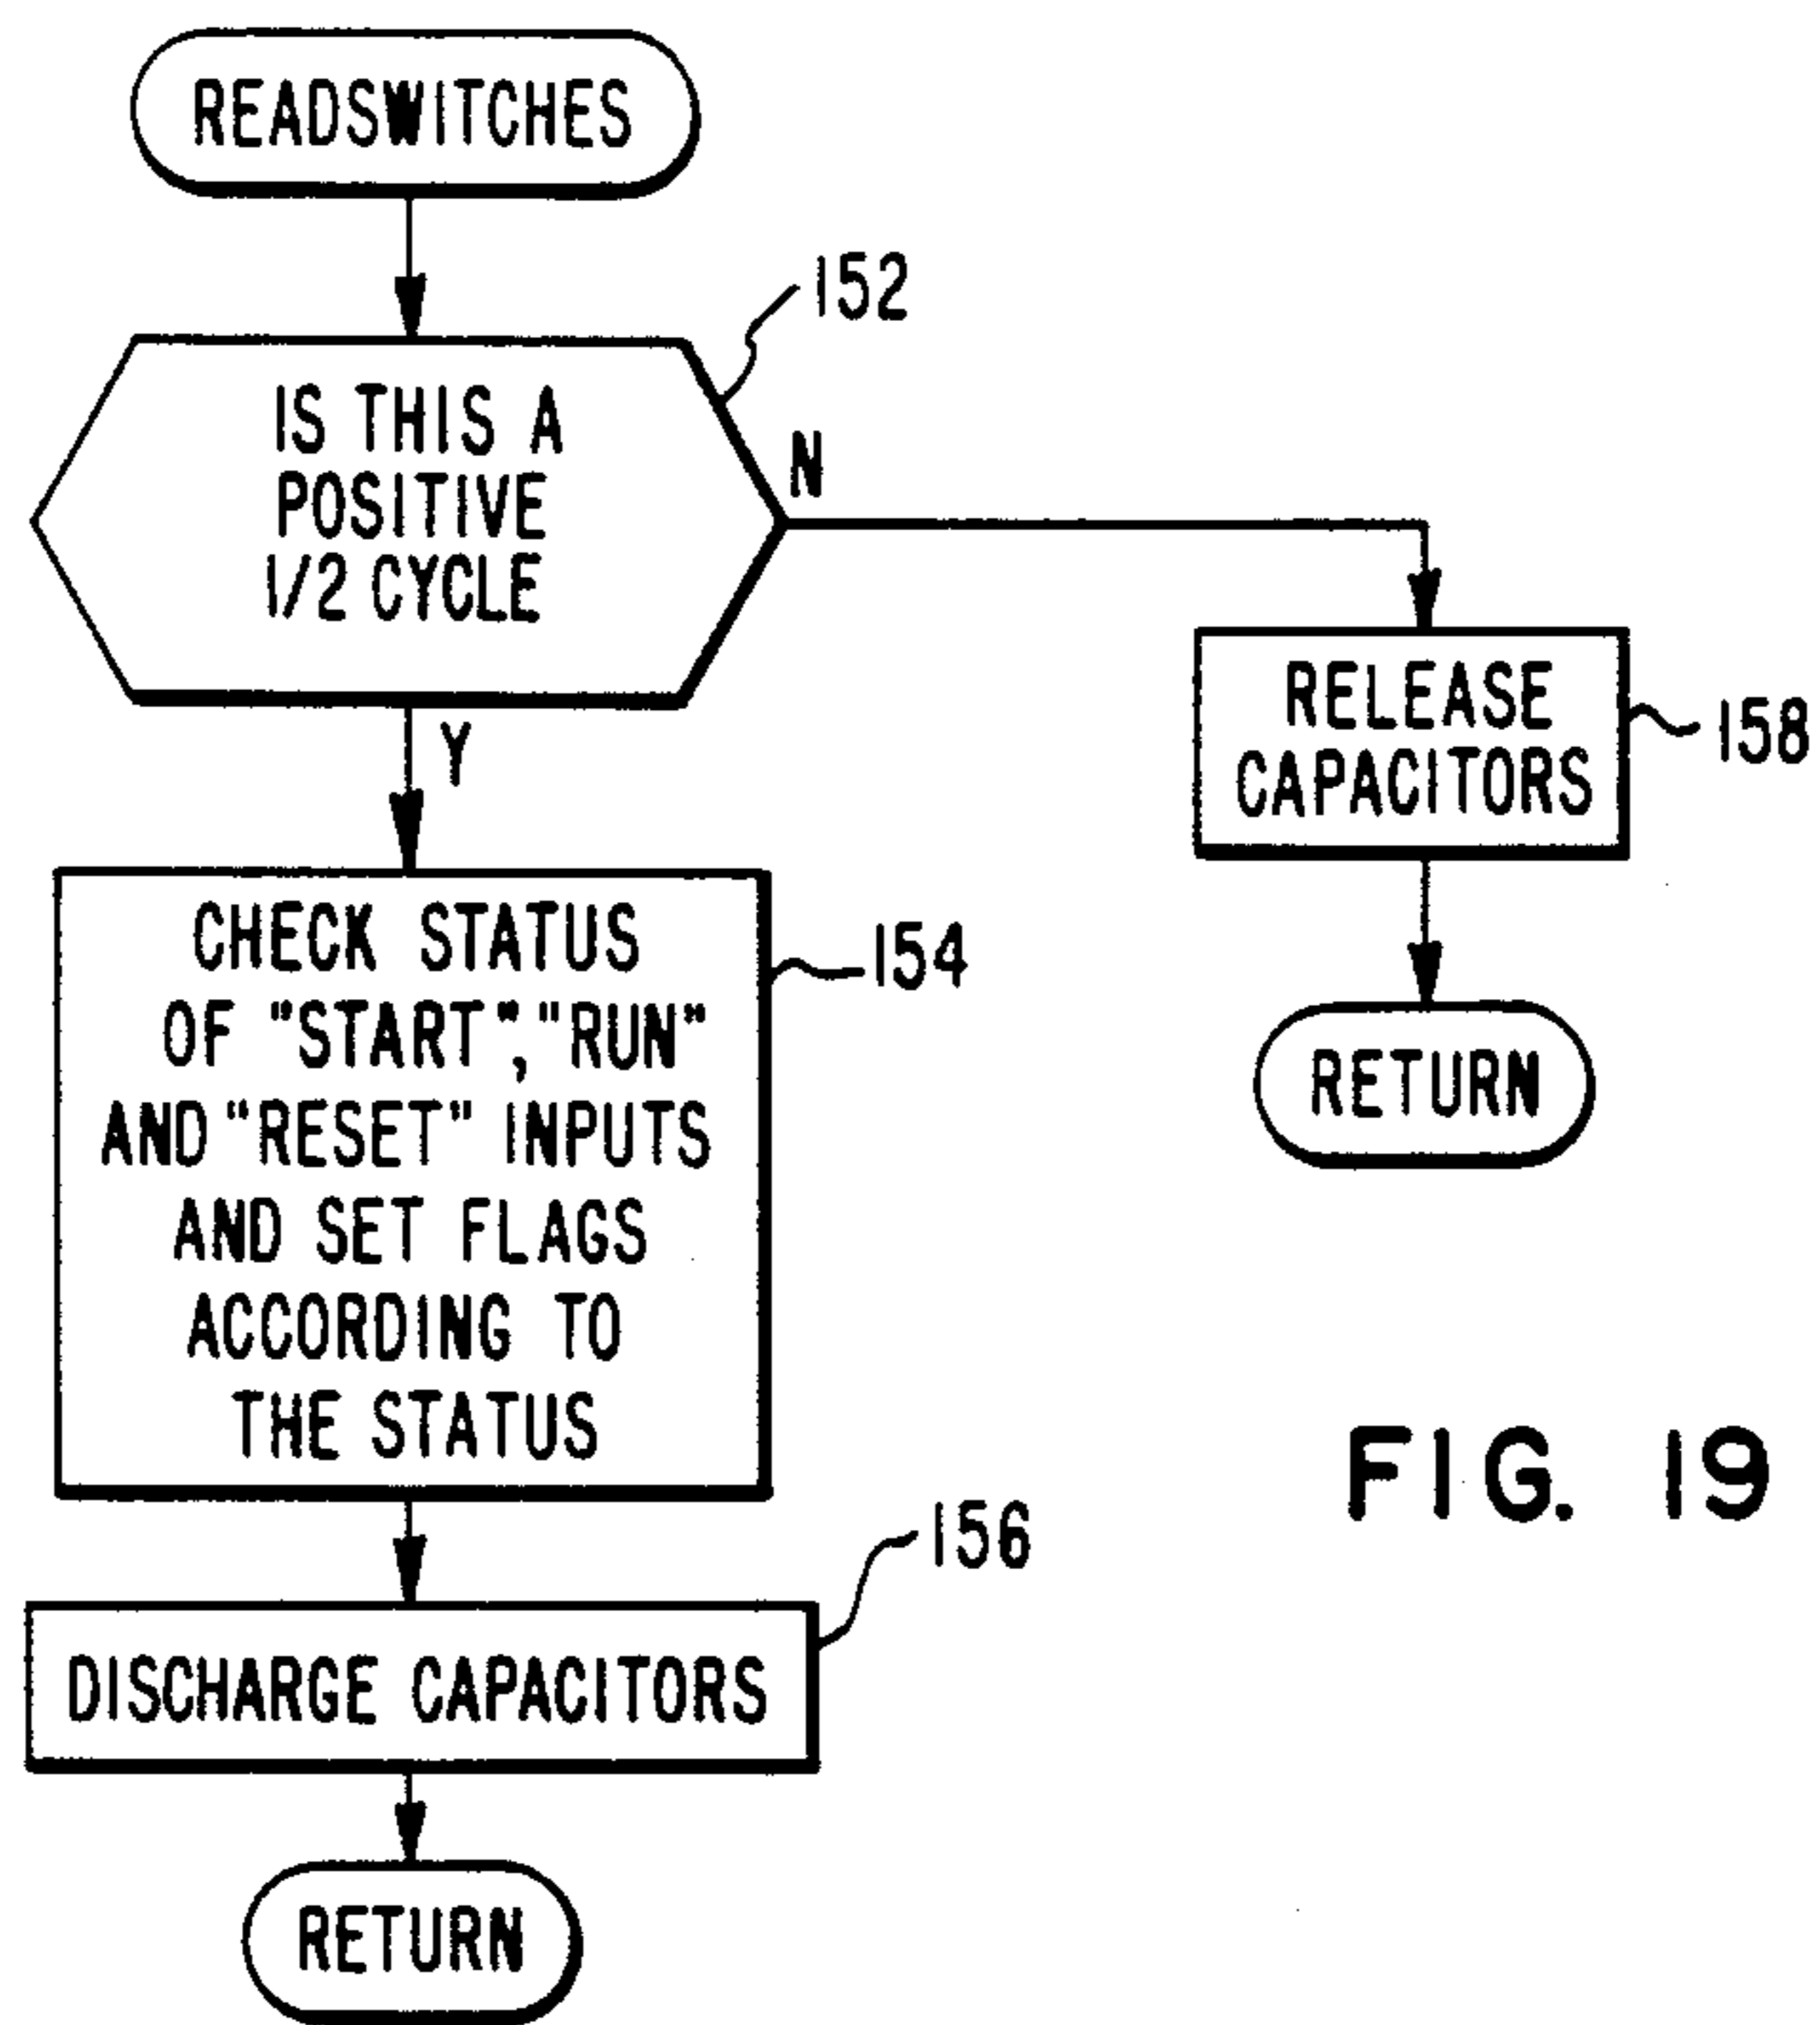 READSWITCHES
152
IS THIS A
POSITIVE
1/2 CYCLE
N
Y
RELEASE
CAPACITORS
158
RETURN
CHECK STATUS
OF "START", "RUN"
AND "RESET" INPUTS
AND SET FLAGS
ACCORDING TO
THE STATUS
154
156
DISCHARGE CAPACITORS
RETURN
FIG. 19